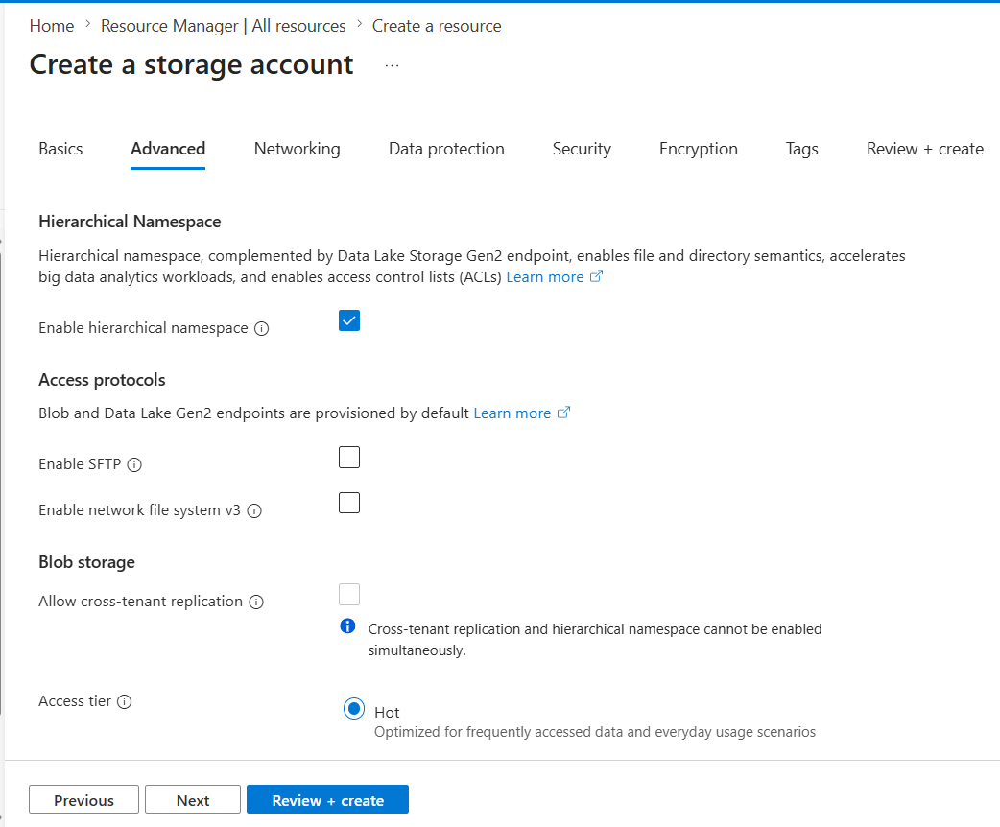 Home > Resource Manager | All resources > Create a resource
Create a storage account ...
Basics Advanced Networking Data protection Security Encryption Tags Review + create
Hierarchical Namespace
Hierarchical namespace, complemented by Data Lake Storage Gen2 endpoint, enables file and directory semantics, accelerates
big data analytics workloads, and enables access control lists (ACLs) Learn more
Enable hierarchical namespace
Access protocols
Blob and Data Lake Gen2 endpoints are provisioned by default Learn more
Enable SFTP
Enable network file system v3
Blob storage
Allow cross-tenant replication
Cross-tenant replication and hierarchical namespace cannot be enabled
simultaneously.
Access tier
Hot
Optimized for frequently accessed data and everyday usage scenarios
Previous Next Review + create